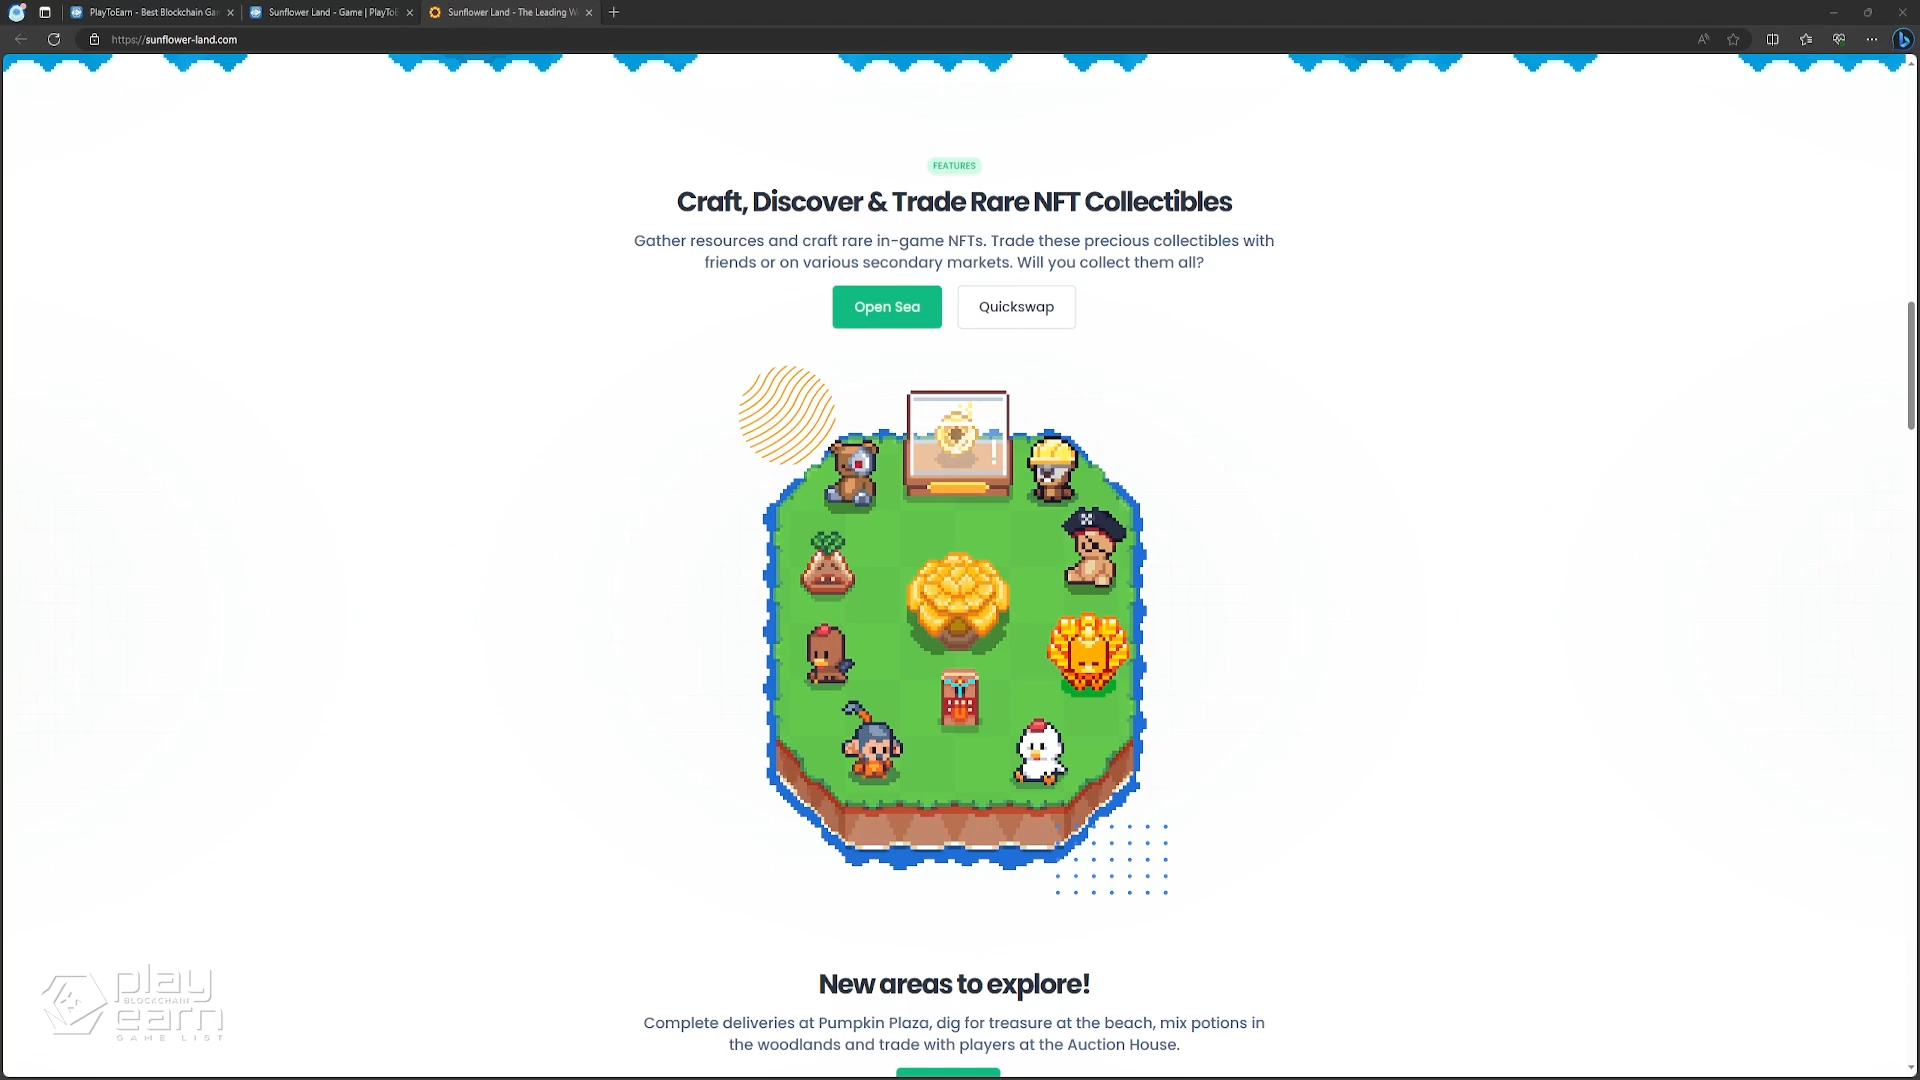 PlayToEarn - Best Blockchain Ga
Sunflower Land - Game | PlayToE
Sunflower Land - The Leading W
https://sunflower-land.com
FEATURES
Craft, Discover & Trade Rare NFT Collectibles
Gather resources and craft rare in-game NFTs. Trade these precious collectibles with
friends or on various secondary markets. Will you collect them all?
Open Sea
Quickswap
New areas to explore!
Complete deliveries at Pumpkin Plaza, dig for treasure at the beach, mix potions in
the woodlands and trade with players at the Auction House.
play
BLOCKCHAIN
earn
GAME LIST